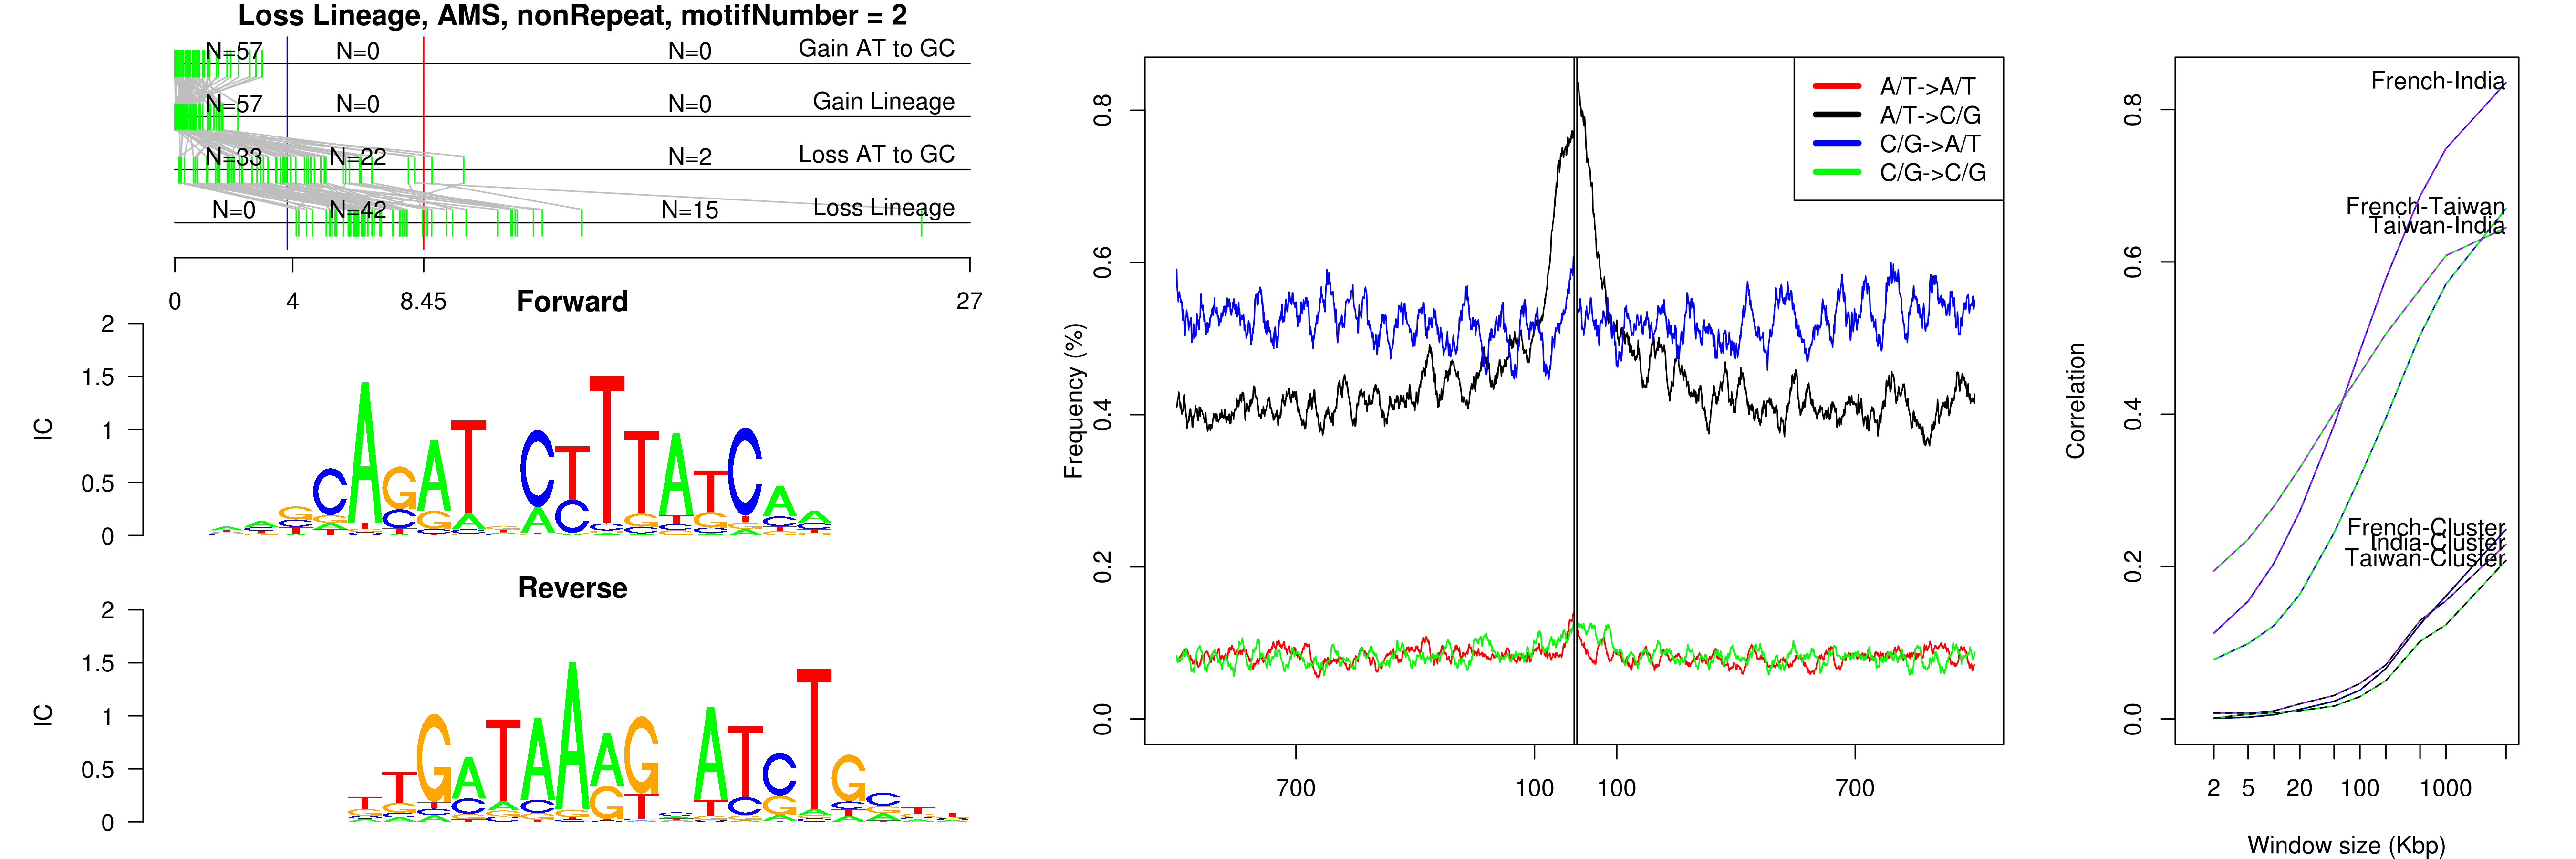 Loss Lineage, AMS, nonRepeat, motifNumber = 2
N=57 N=0 N=0 Gain AT to GC
N=57 N=0 N=0 Gain Lineage
N=33 N=22 N=2 Loss AT to GC
N=0 N=42 N=15 Loss Lineage
0 4 8.45 27
Forward
IC
2
1.5
1
0.5
0
Reverse
IC
2
1.5
1
0.5
0
Frequency (%)
0.8
0.6
0.4
0.2
0.0
A/T->A/T
A/T->C/G
C/G->A/T
C/G->C/G
700 100 100 700
Correlation
0.8
0.6
0.4
0.2
0.0
French-India
French-Taiwan
Taiwan-India
French-Cluster
India-Cluster
Taiwan-Cluster
2 5 20 100 1000
Window size (Kbp)